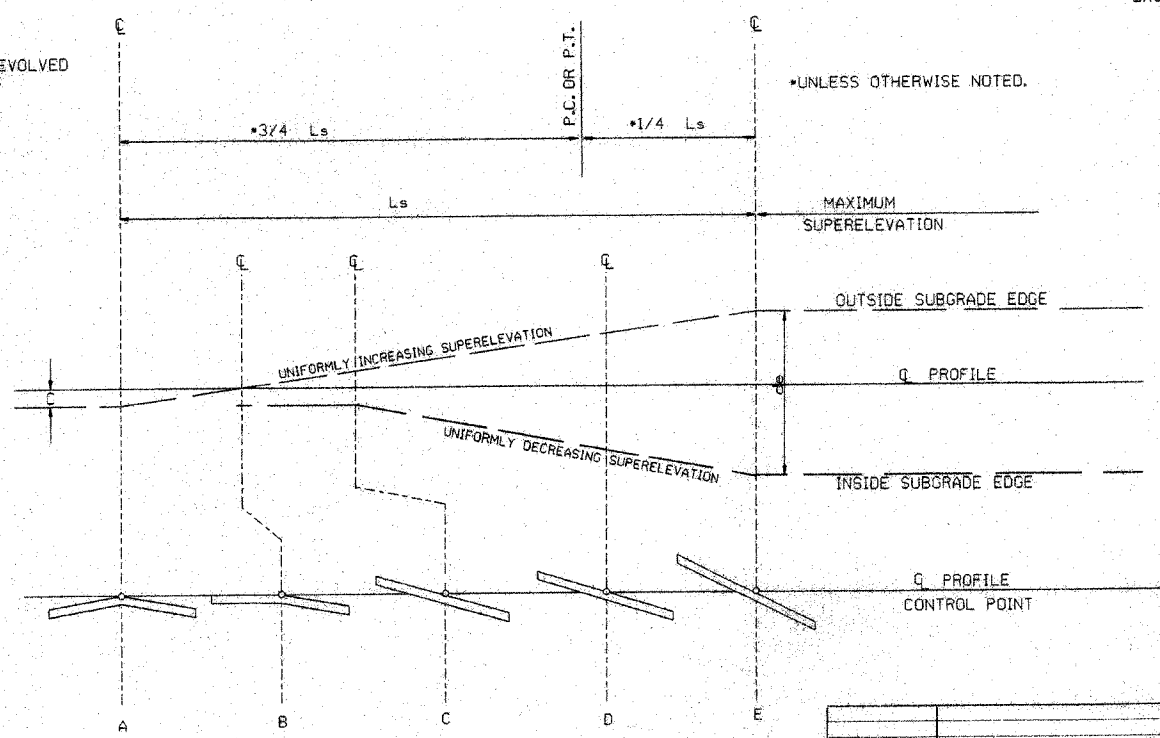 ℄
℄
EVOLVED
P.C. OR P.T.
*UNLESS OTHERWISE NOTED.
*3/4 Ls
*1/4 Ls
Ls
MAXIMUM
SUPERELEVATION
℄
℄
℄
OUTSIDE SUBGRADE EDGE
UNIFORMLY INCREASING SUPERELEVATION
℄ PROFILE
C
UNIFORMLY DECREASING SUPERELEVATION
INSIDE SUBGRADE EDGE
℄ PROFILE
CONTROL POINT
A
B
C
D
E